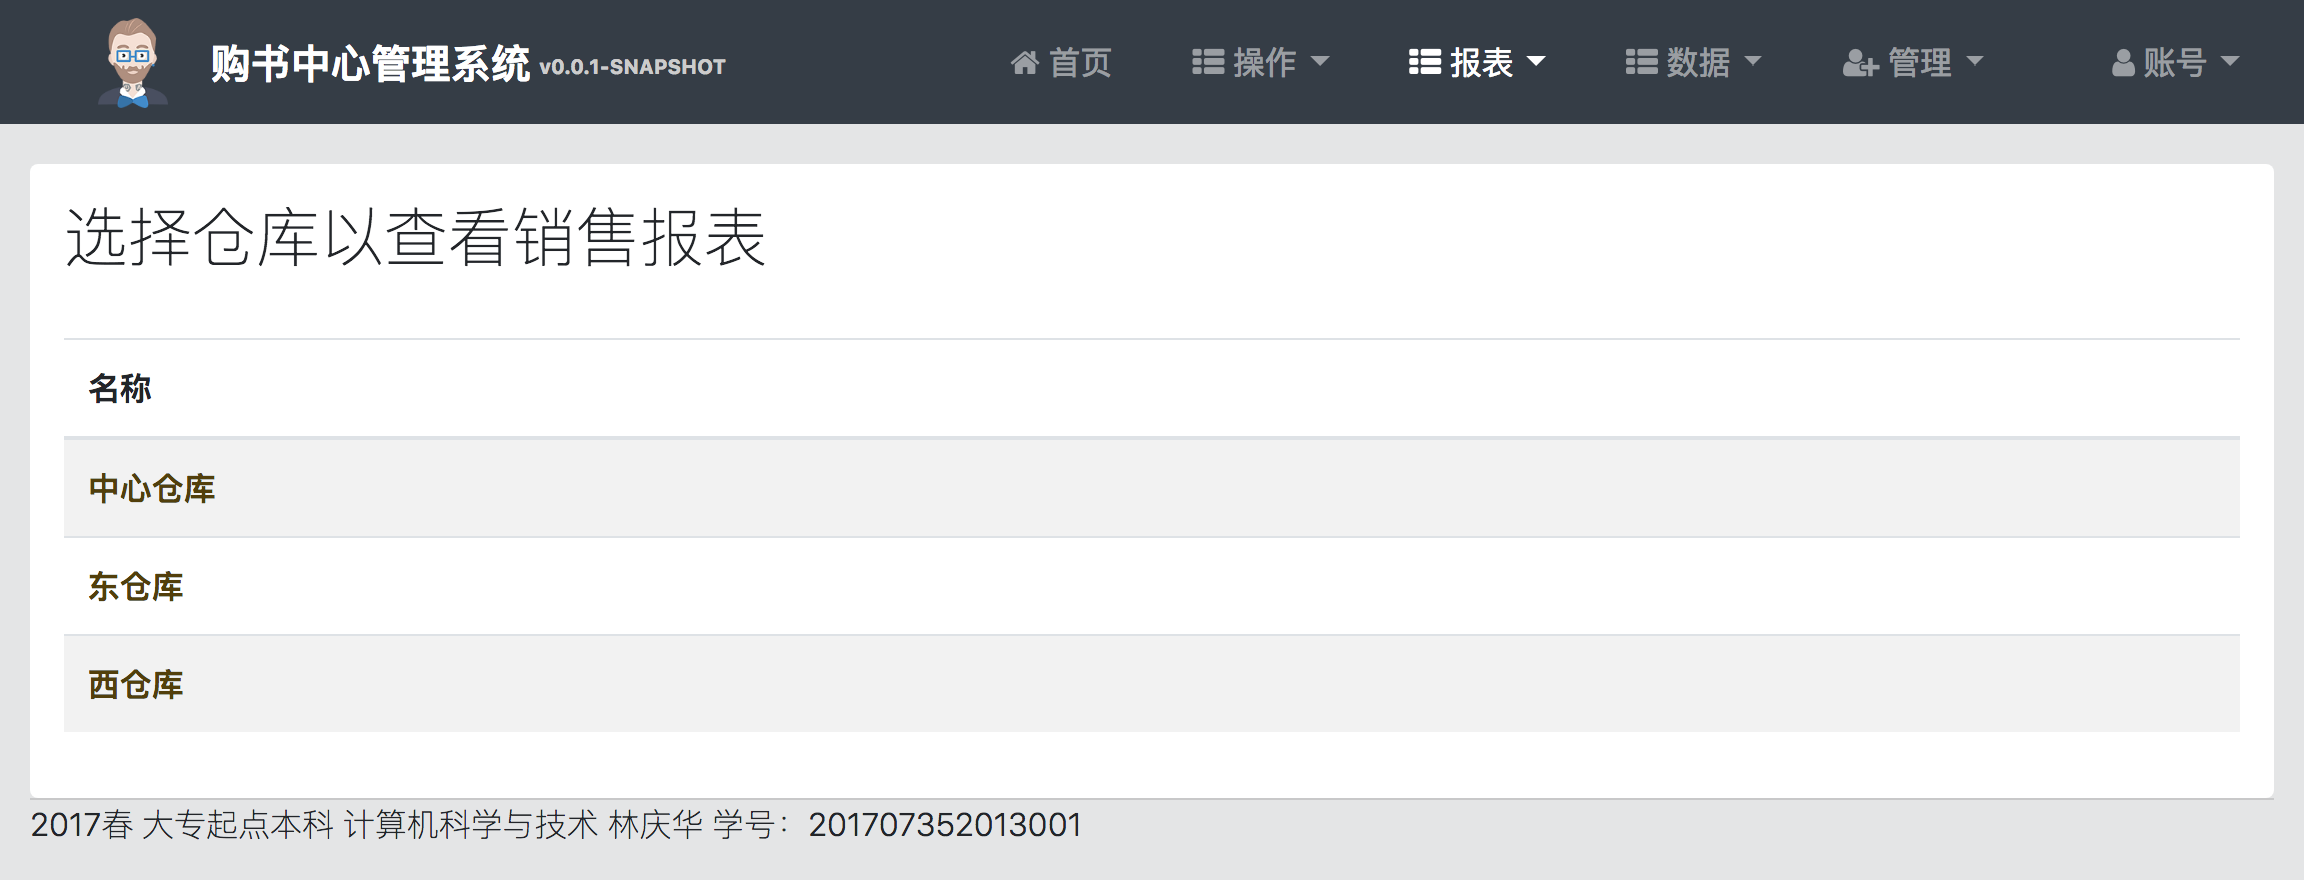 购书中心管理系统 v0.0.1-SNAPSHOT 首页 操作 报表 数据 管理 账号
选择仓库以查看销售报表
名称
中心仓库
东仓库
西仓库
2017春 大专起点本科 计算机科学与技术 林庆华 学号：201707352013001